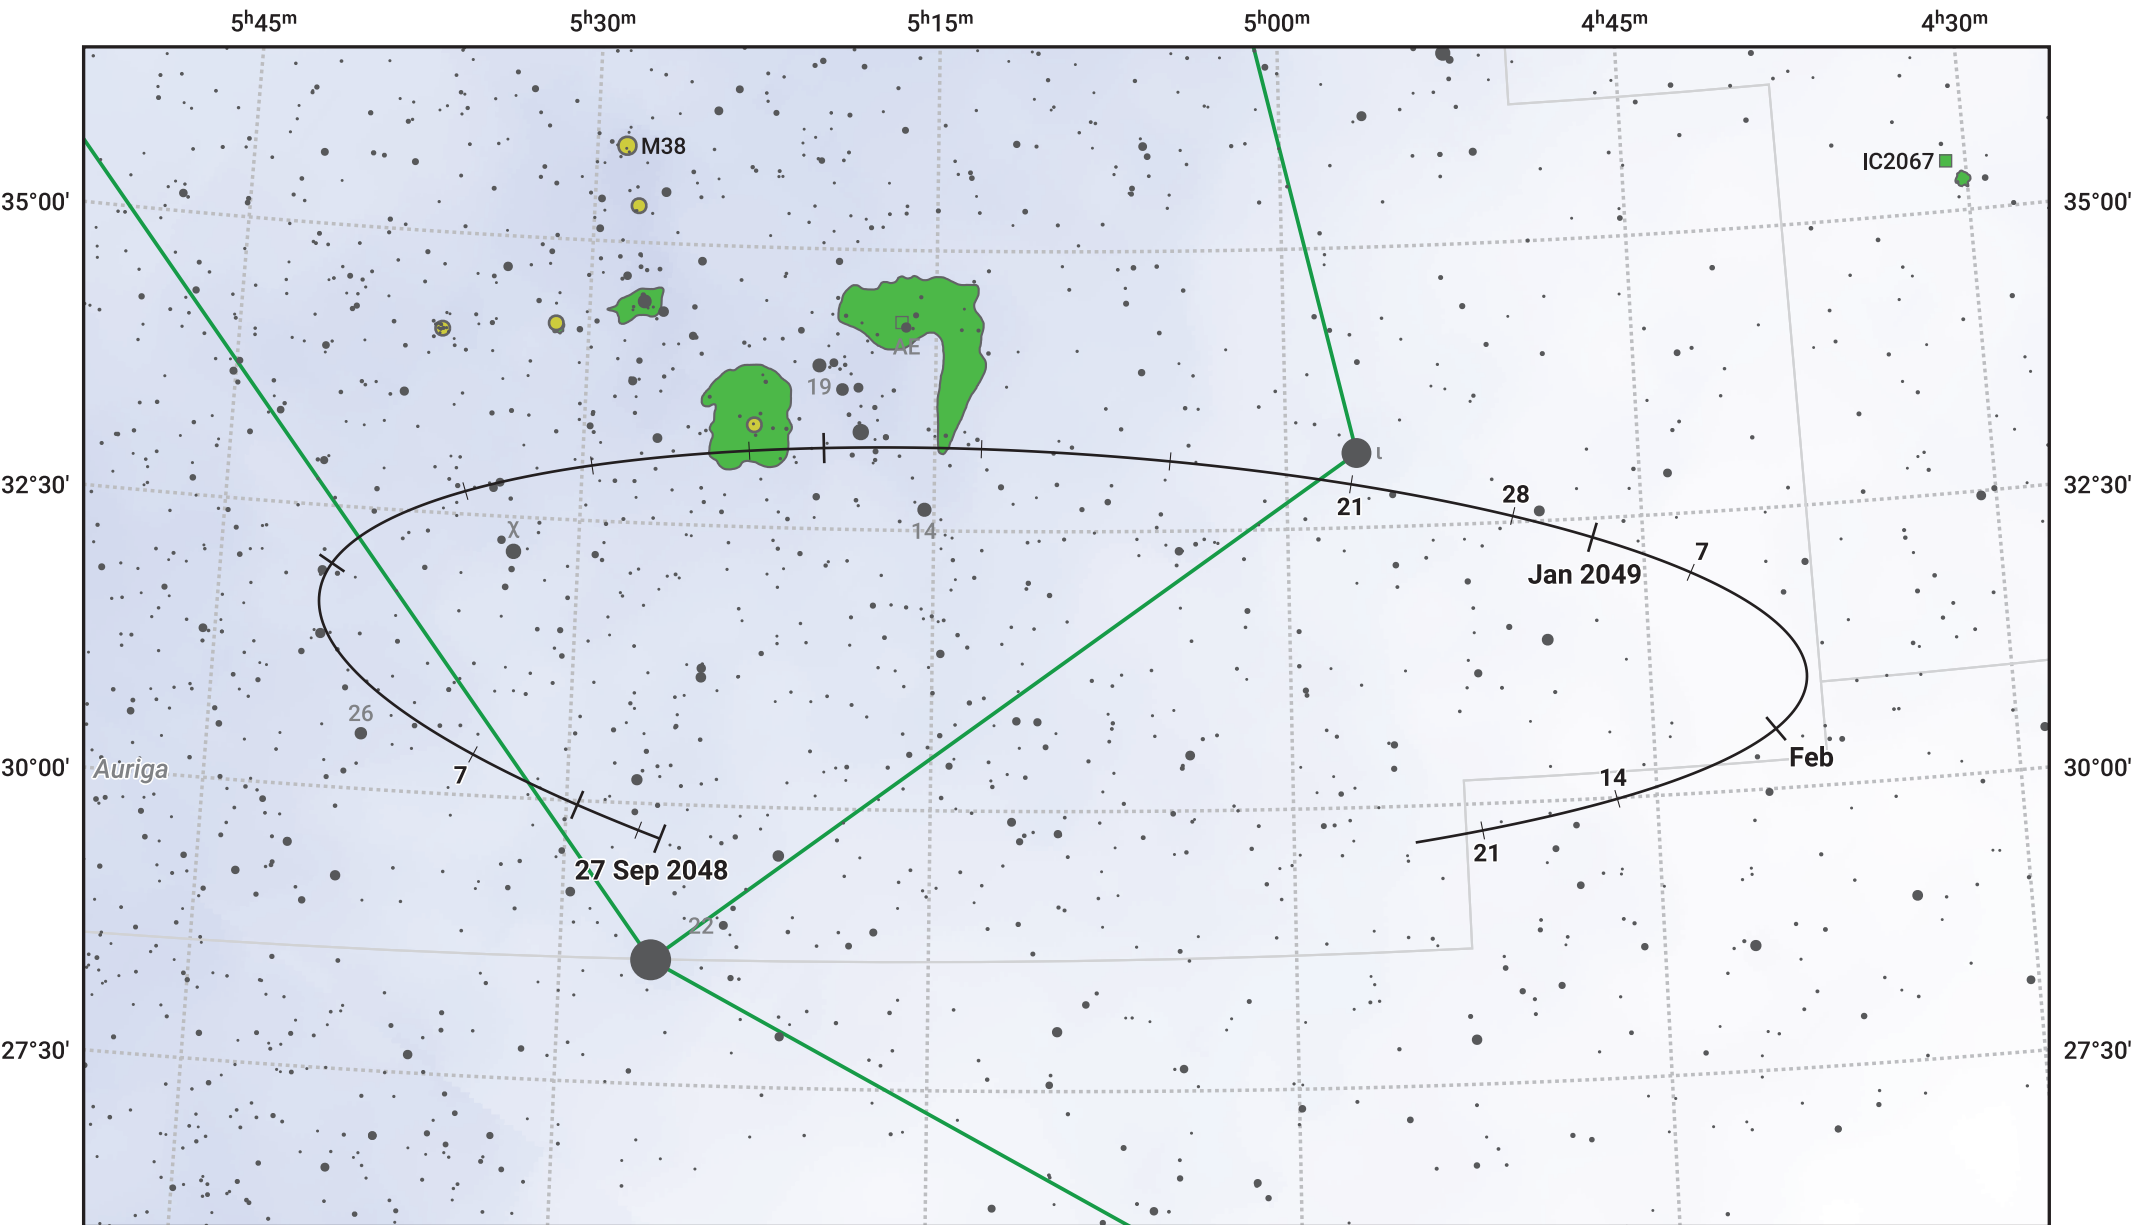 5ʰ45ᵐ 5ʰ30ᵐ 5ʰ15ᵐ 5ʰ00ᵐ 4ʰ45ᵐ 4ʰ30ᵐ
M38
IC2067
35°00' 35°00'
AE
19
ι
32°30' 32°30'
28
21
χ
14
7
Jan 2049
26
Feb
Auriga
30°00' 30°00'
7
14
21
27 Sep 2048
22
27°30' 27°30'